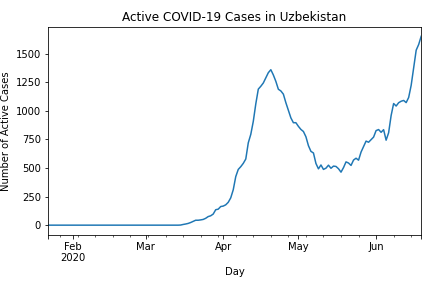 Active COVID-19 Cases in Uzbekistan
Number of Active Cases
1500
1250
1000
750
500
250
0
Feb
2020
Mar
Apr
May
Jun
Day